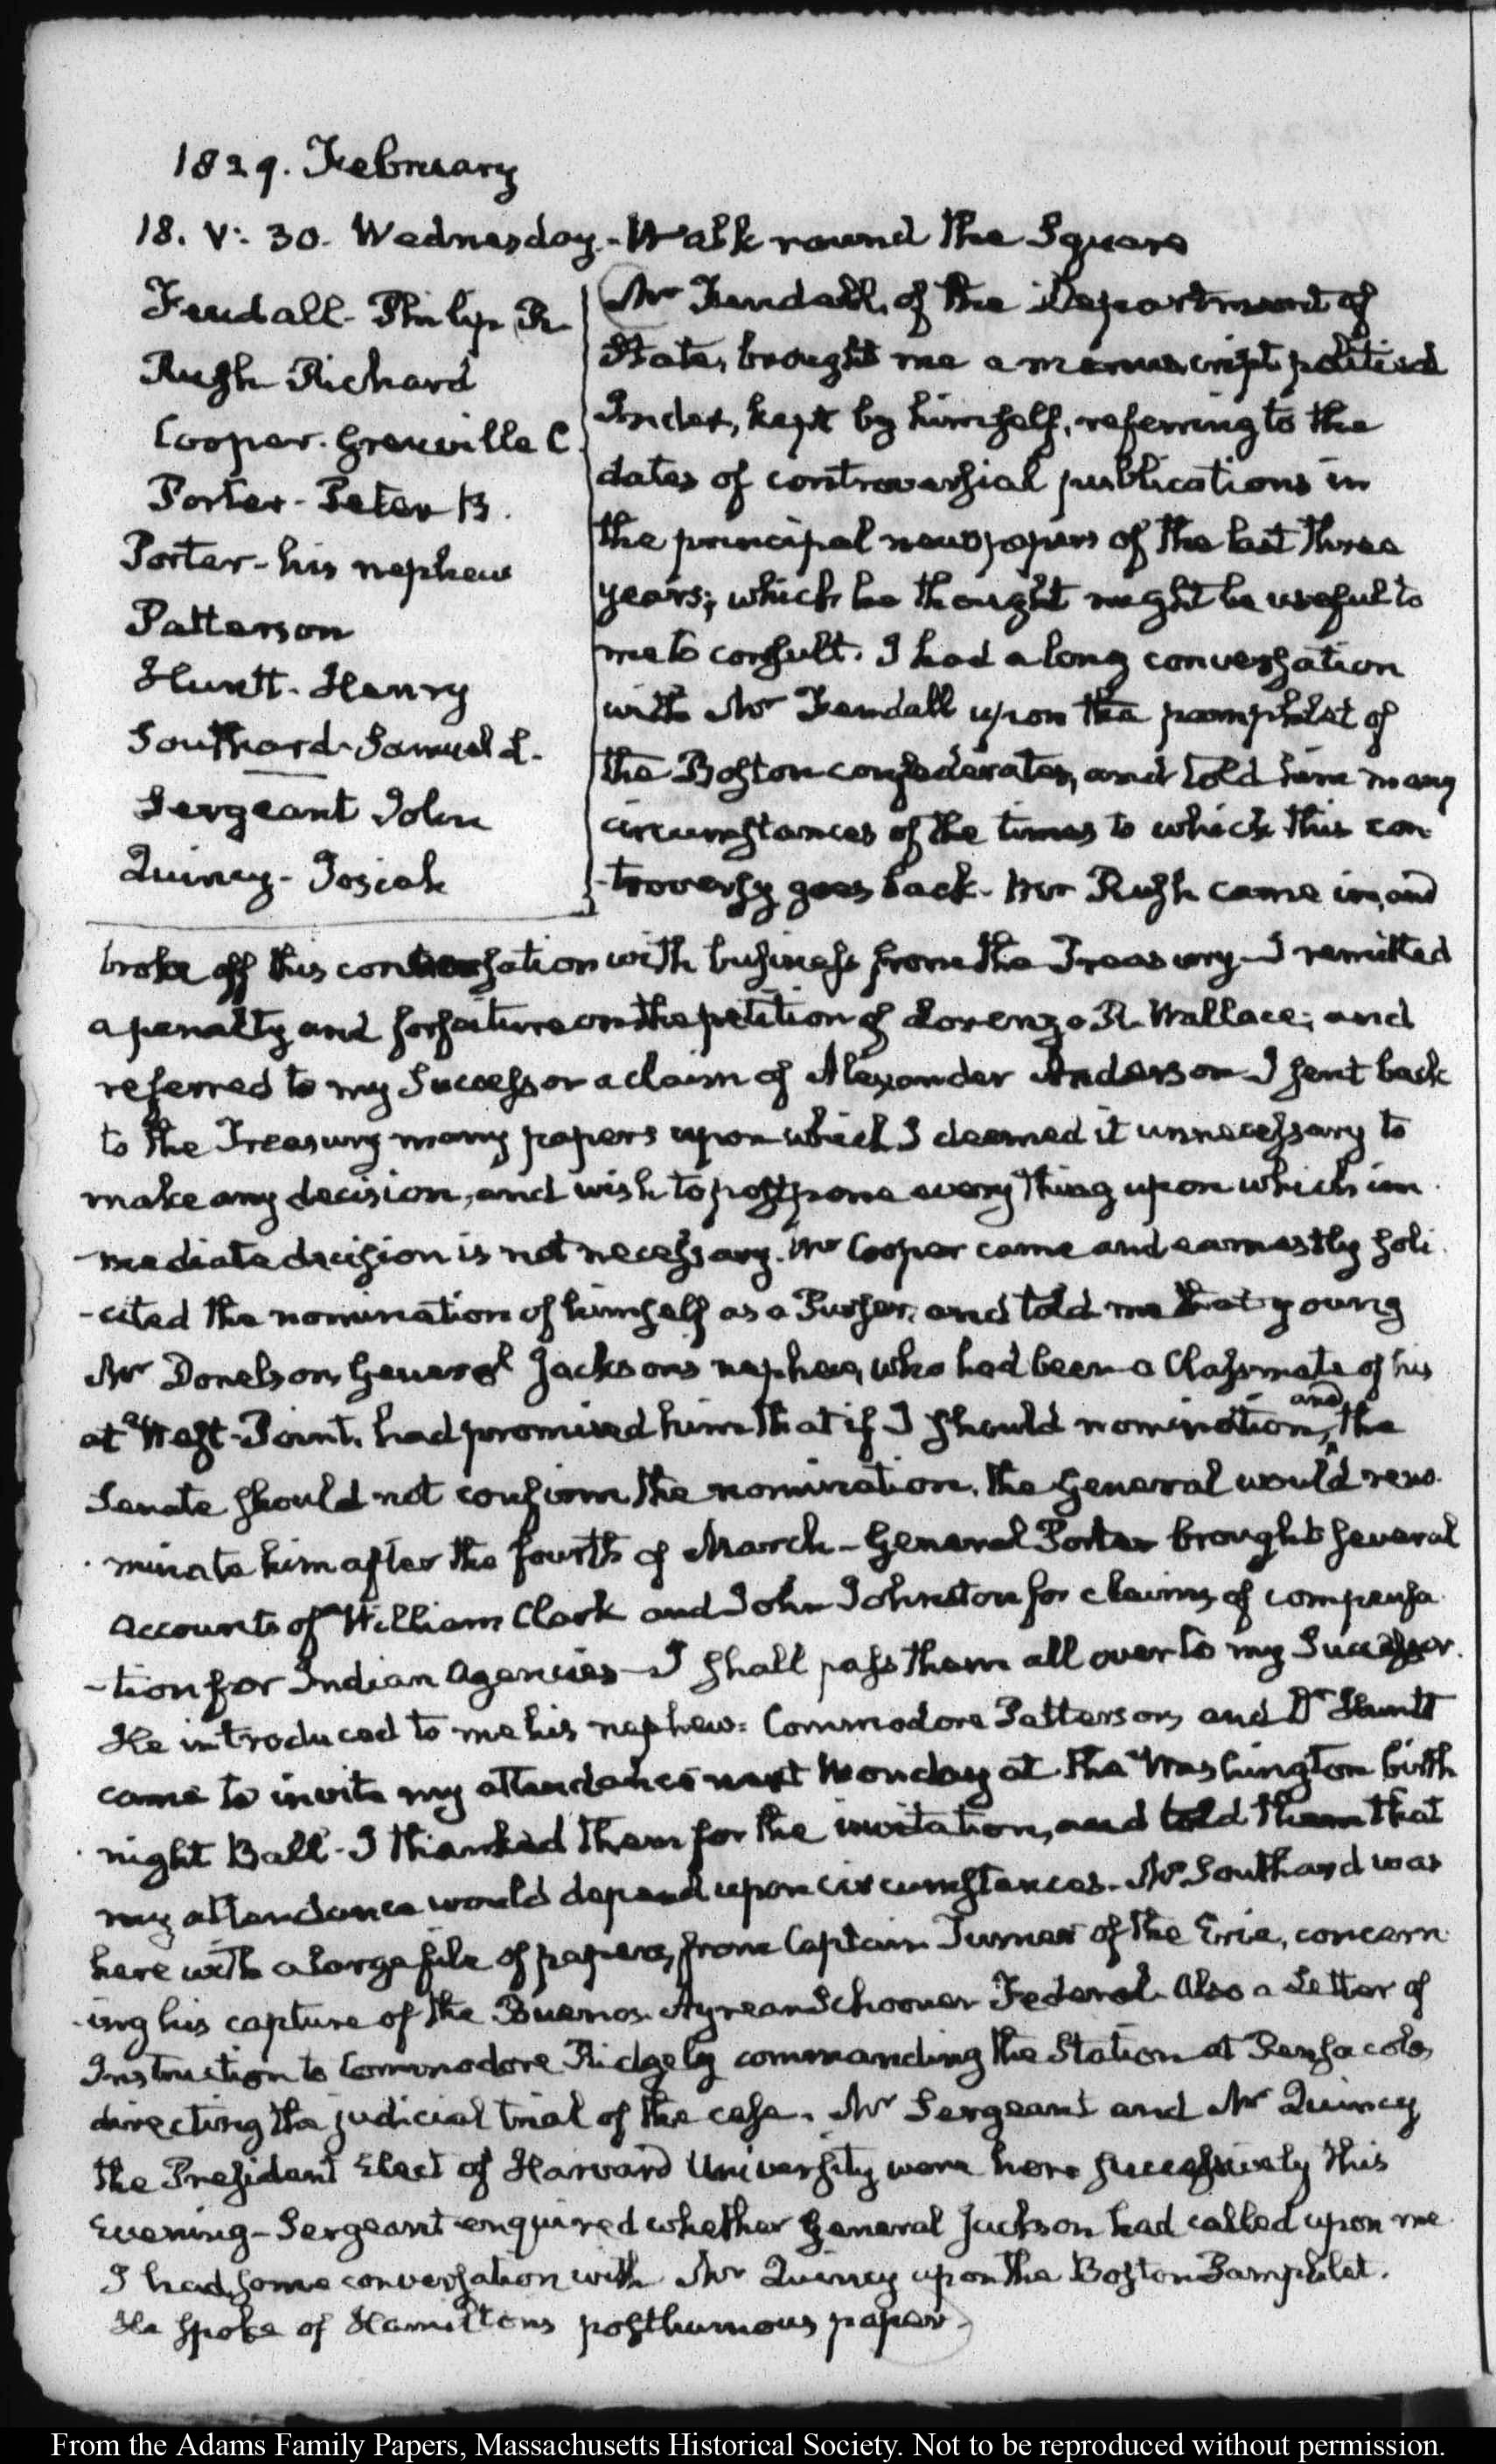 1829. February
18. V: 30. Wednesday - Walk round the Square
Fendall - Philip R
Rush Richard
Cooper. Grenville C
Porter - Peter B.
Porter - his nephew
Patterson
Huntt - Henry
Southard - Samuel L.
Sergeant John
Quincy - Josiah
Mr Fendall, of the Department of
State, brought me a manuscript political
Index, kept by himself, referring to the
dates of controversial publications in
the principal newspapers of the last three
years; which he thought might be useful to
me to consult. I had a long conversation
with Mr Fendall upon the pamphlet of
the Boston confederates, and told him many
circumstances of the times to which this con
-troversy goes back - Mr Rush came in, and
broke off this conversation with business from the Treasury - I remitted
a penalty and forfeiture on the petition of Lorenzo R. Wallace; and
referred to my Successor a claim of Alexander Anderson - I sent back
to the Treasury many papers upon which I deemed it unnecessary to
make any decision, and wish to postpone every thing upon which im
-mediate decision is not necessary. Mr Cooper came and earnestly soli
-cited the nomination of himself as a Purser, and told me that young
Mr Donelson, General Jacksons nephew, who had been a Classmate of his
at West-Point, had promised him that if I should nomination, and the
Senate should not confirm the nomination, the General would reno
-minate him after the fourth of March - General Porter brought several
accounts of William Clark and John Johnston for claims of compensa
-tion for Indian Agencies - I shall pass them all over to my Successor.
He introduced to me his nephew: Commodore Patterson, and Dr Huntt
came to invite my attendance next Monday at the Washington birth
night Ball - I thanked them for the invitation, and told them that
my attendance would depend upon circumstances - Mr Southard was
here with a large file of papers, from Captain Turner of the Erie, concern
-ing his capture of the Buenos Ayrean Schooner Federal. Also a Letter of
Instruction to Commodore Ridgely commanding the Station at Pensacola,
directing the judicial trial of the case. Mr Sergeant and Mr Quincy
the President Elect of Harvard University were here successively this
Evening - Sergeant enquired whether General Jackson had called upon me
I had some conversation with Mr Quincy upon the Boston Pamphlet.
He spoke of Hamiltons posthumous paper.
From the Adams Family Papers, Massachusetts Historical Society. Not to be reproduced without permission.